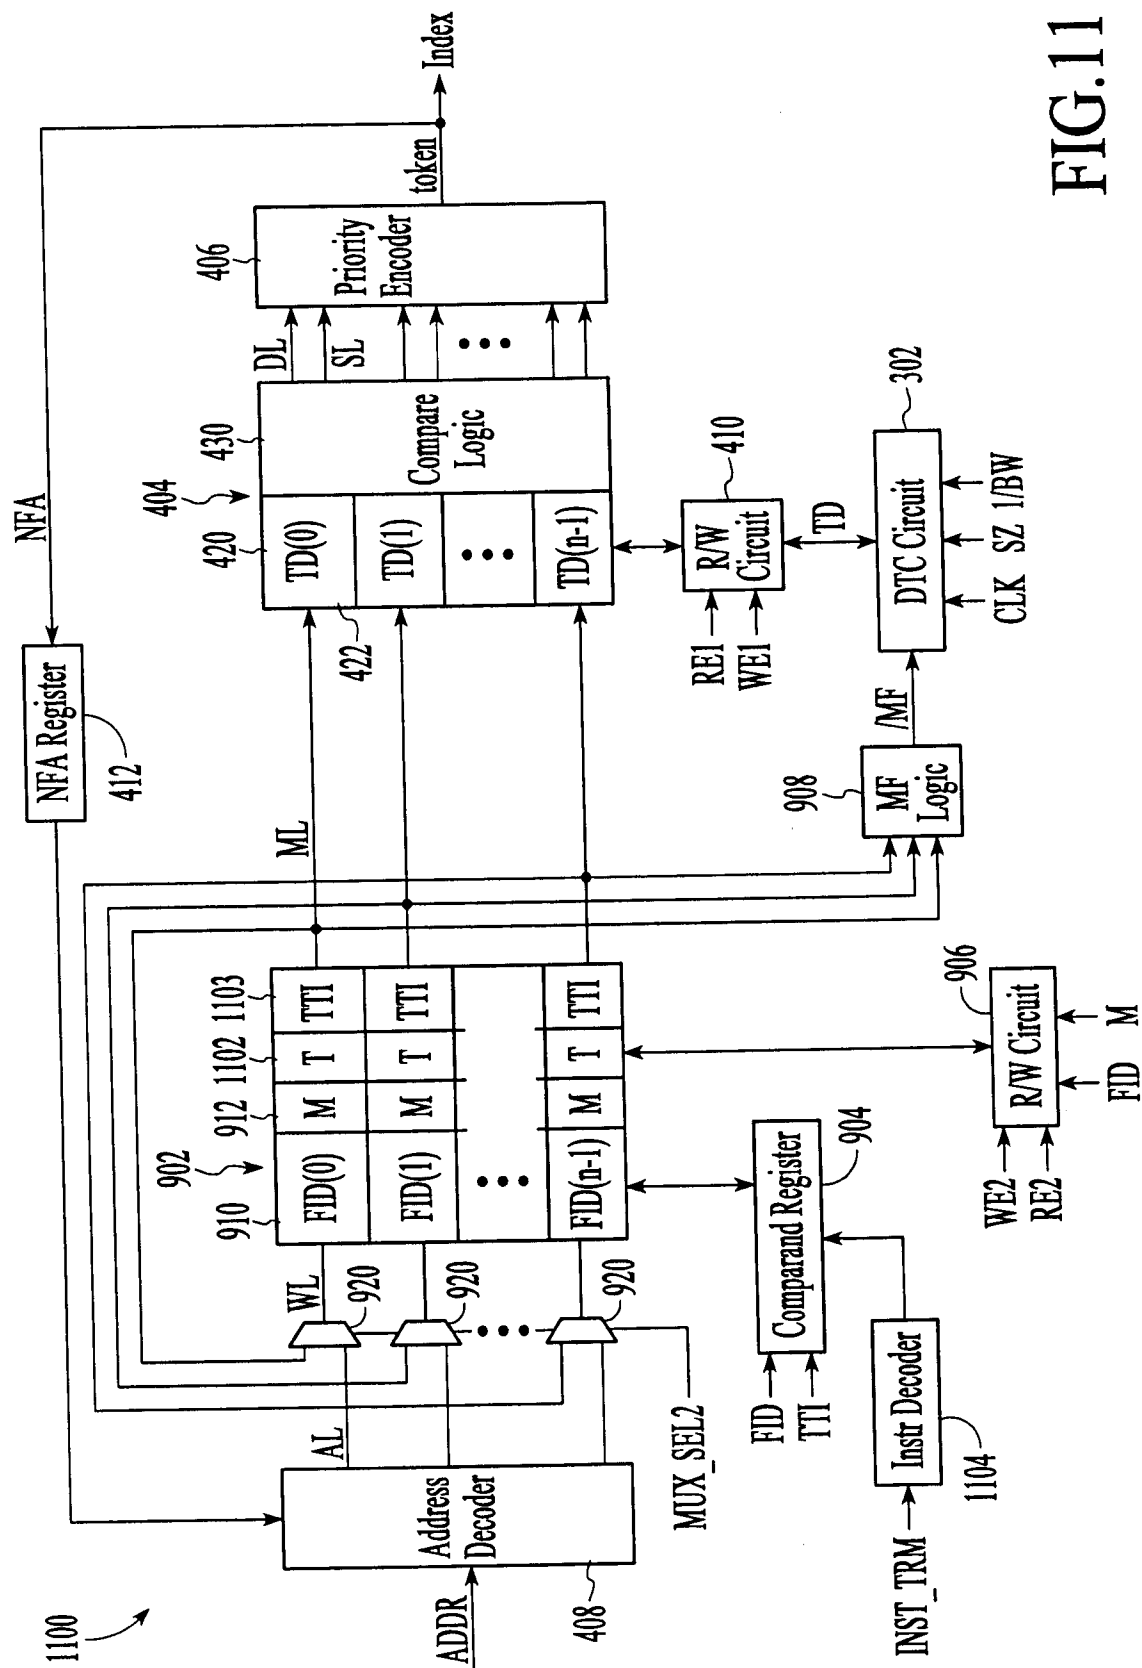 1100
NFA
NFA Register
412
token
Index
406
Priority
Encoder
DL
SL
430
Compare
Logic
404
420
TD(0)
TD(1)
TD(n-1)
422
ML
410
R/W
Circuit
RE1
WE1
TD
302
DTC Circuit
CLK
SZ
1/BW
/MF
908
MF
Logic
902
910
912
1102
1103
FID(0)
M
T
TTI
FID(1)
M
T
TTI
FID(n-1)
M
T
TTI
WL
920
920
920
AL
Address
Decoder
ADDR
408
MUX_SEL2
904
Comparand Register
FID
TTI
Instr Decoder
1104
INST_TRM
906
R/W Circuit
WE2
RE2
FID
M
FIG.11